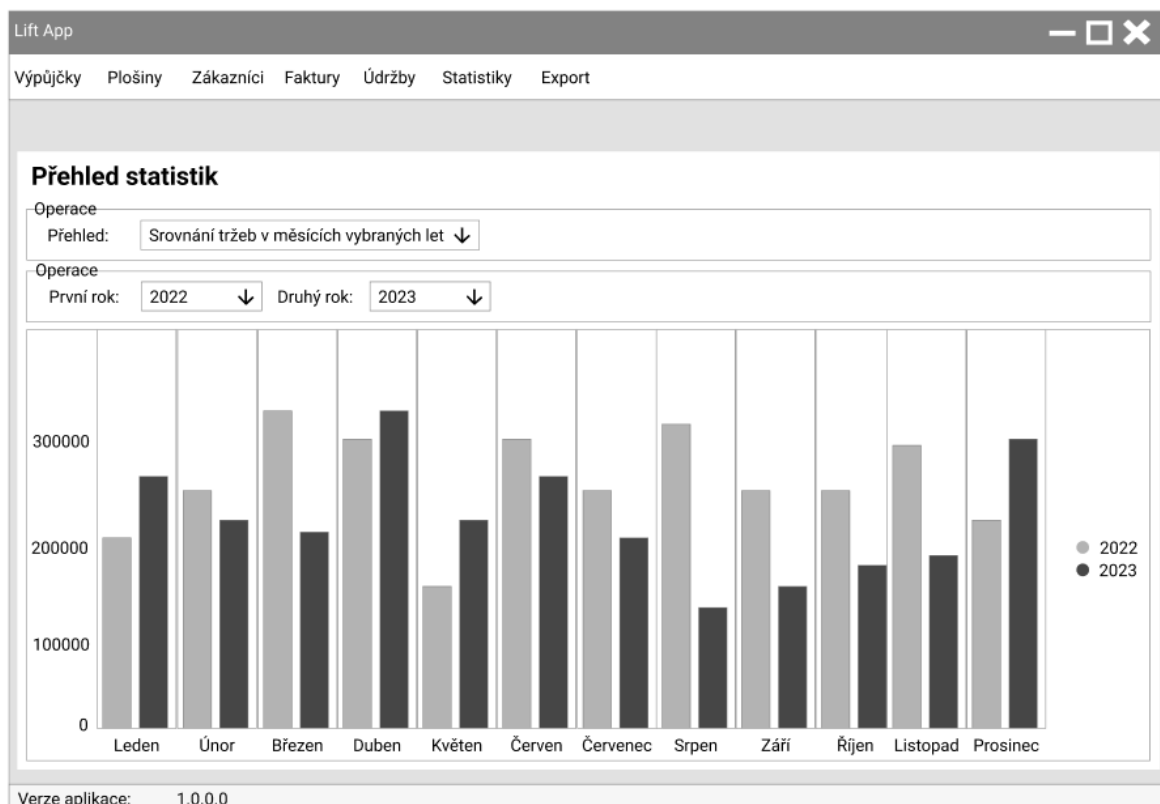 Lift App
Výpůjčky Plošiny Zákazníci Faktury Údržby Statistiky Export
Přehled statistik
Operace
Přehled: Srovnání tržeb v měsících vybraných let
Operace
První rok: 2022 Druhý rok: 2023
300000
200000
100000
0
Leden Únor Březen Duben Květen Červen Červenec Srpen Září Říjen Listopad Prosinec
2022
2023
Verze aplikace: 1.0.0.0